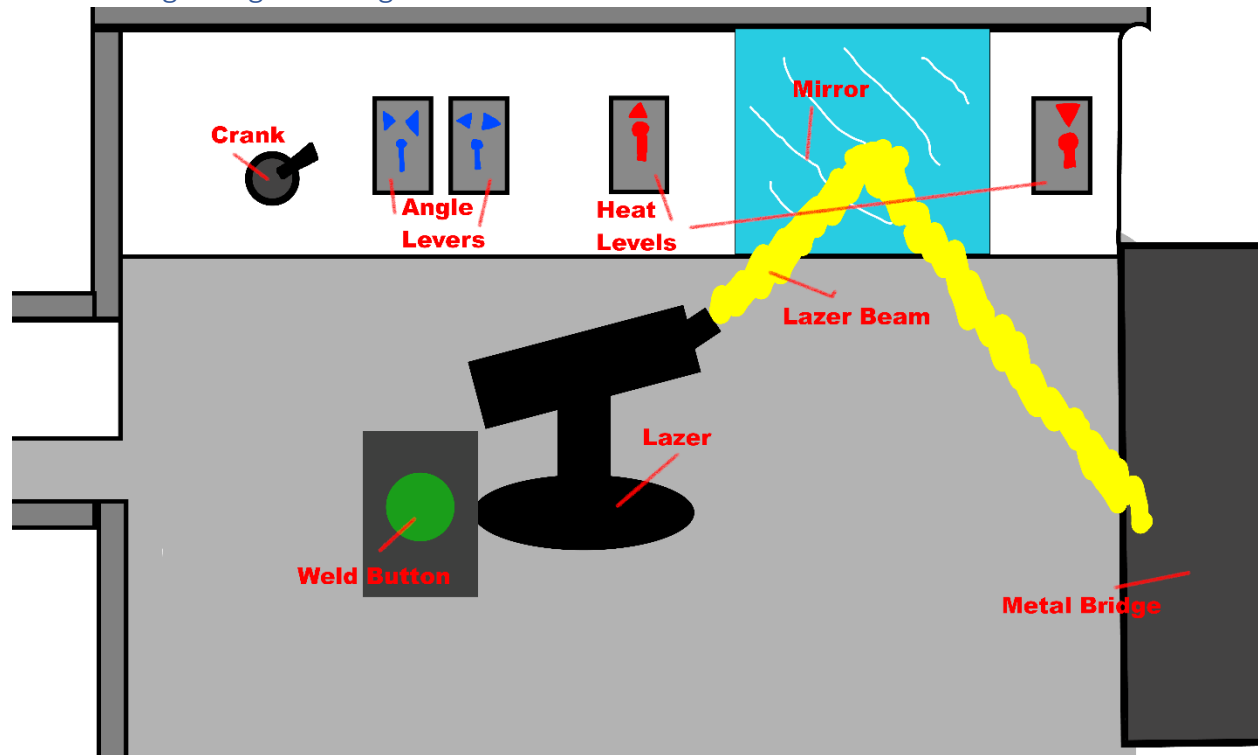 Mirror
Crank
Angle
Levers
Heat
Levels
Lazer Beam
Lazer
Weld Button
Metal Bridge